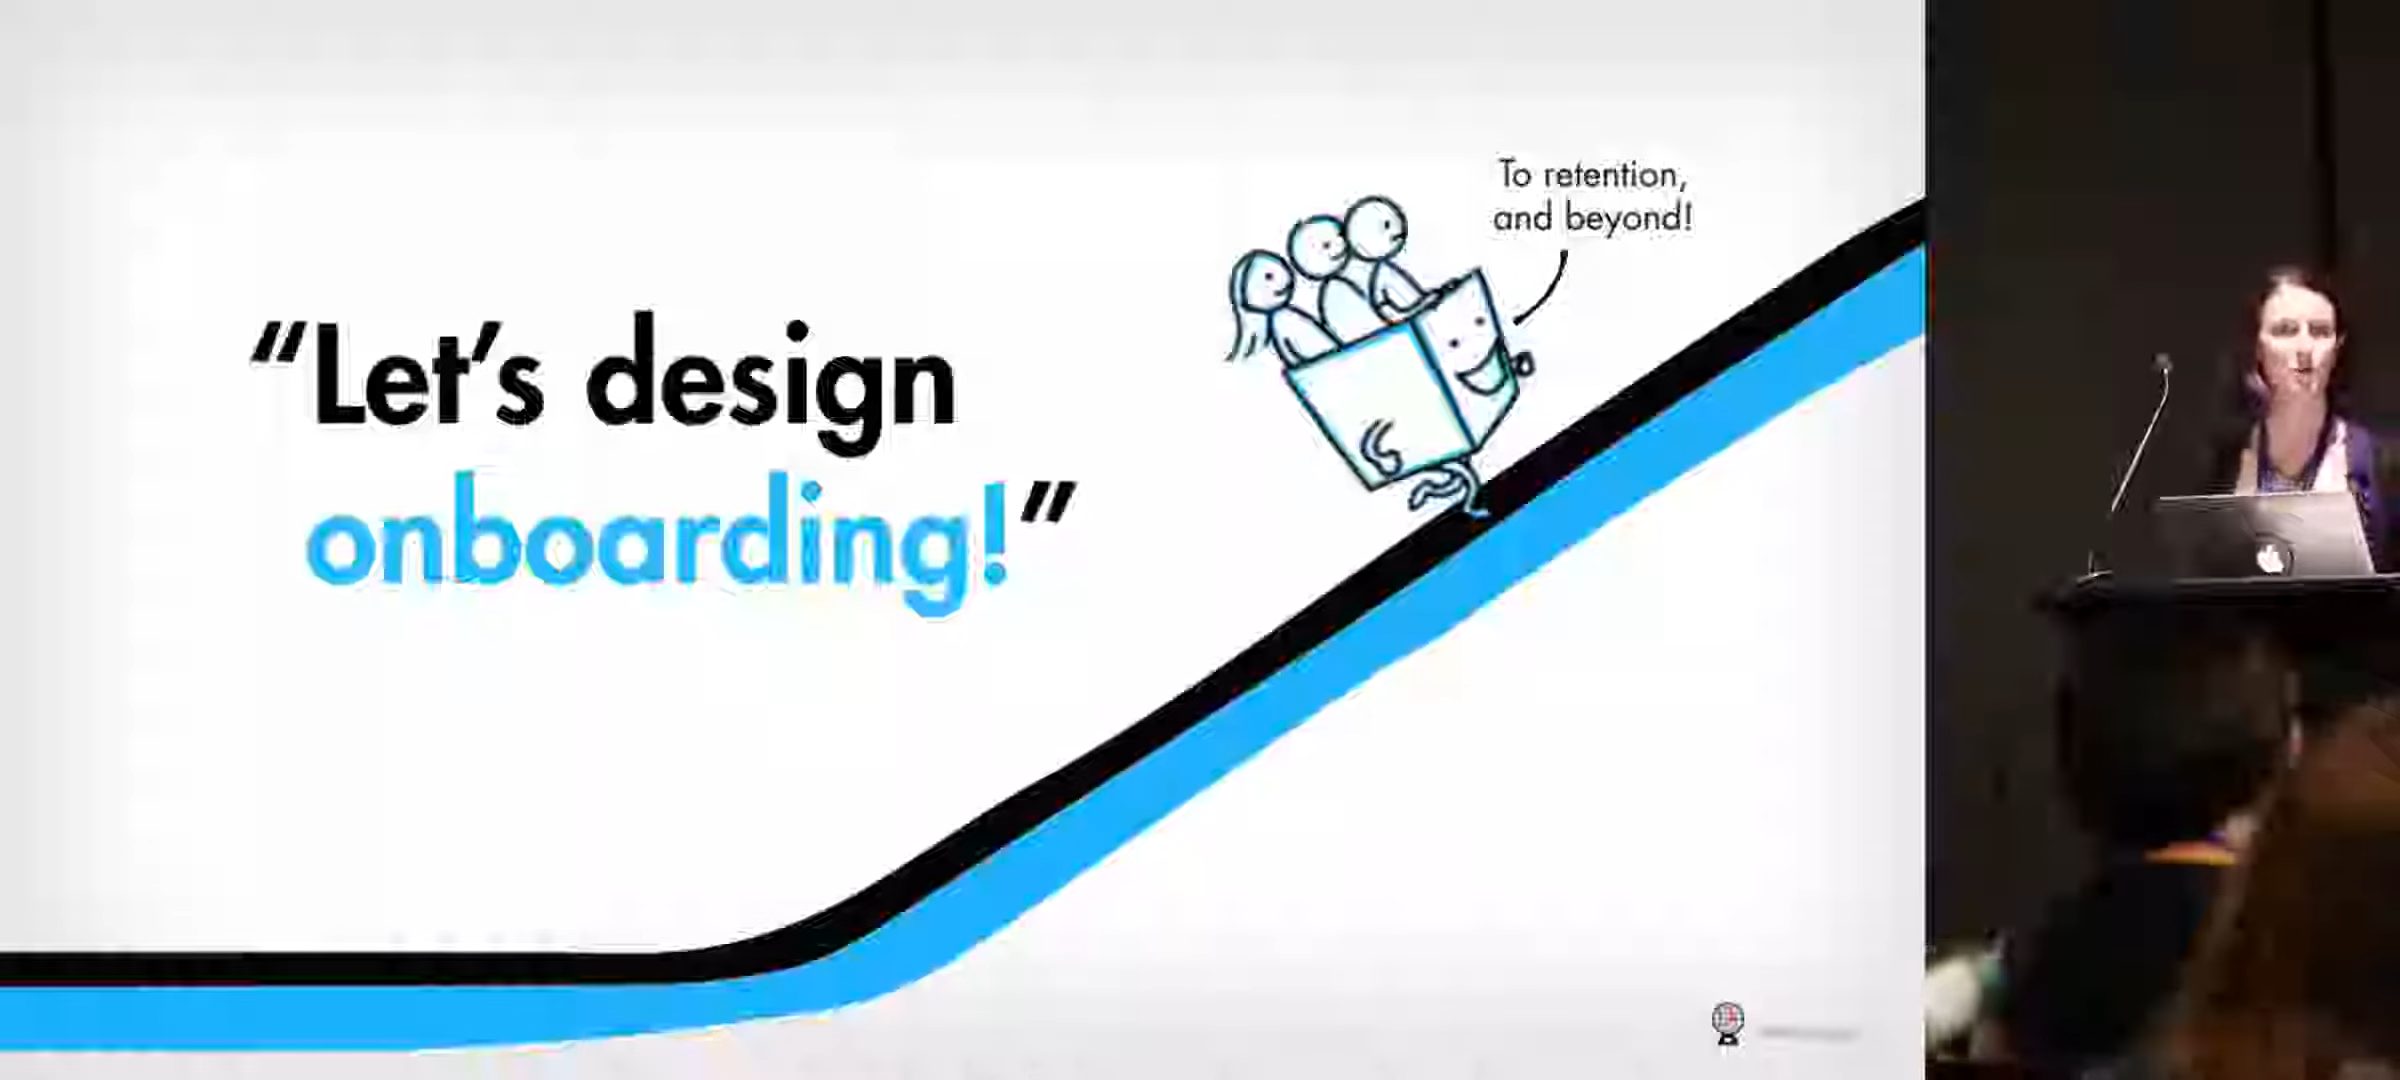 “Let’s design
onboarding!”
To retention,
and beyond!